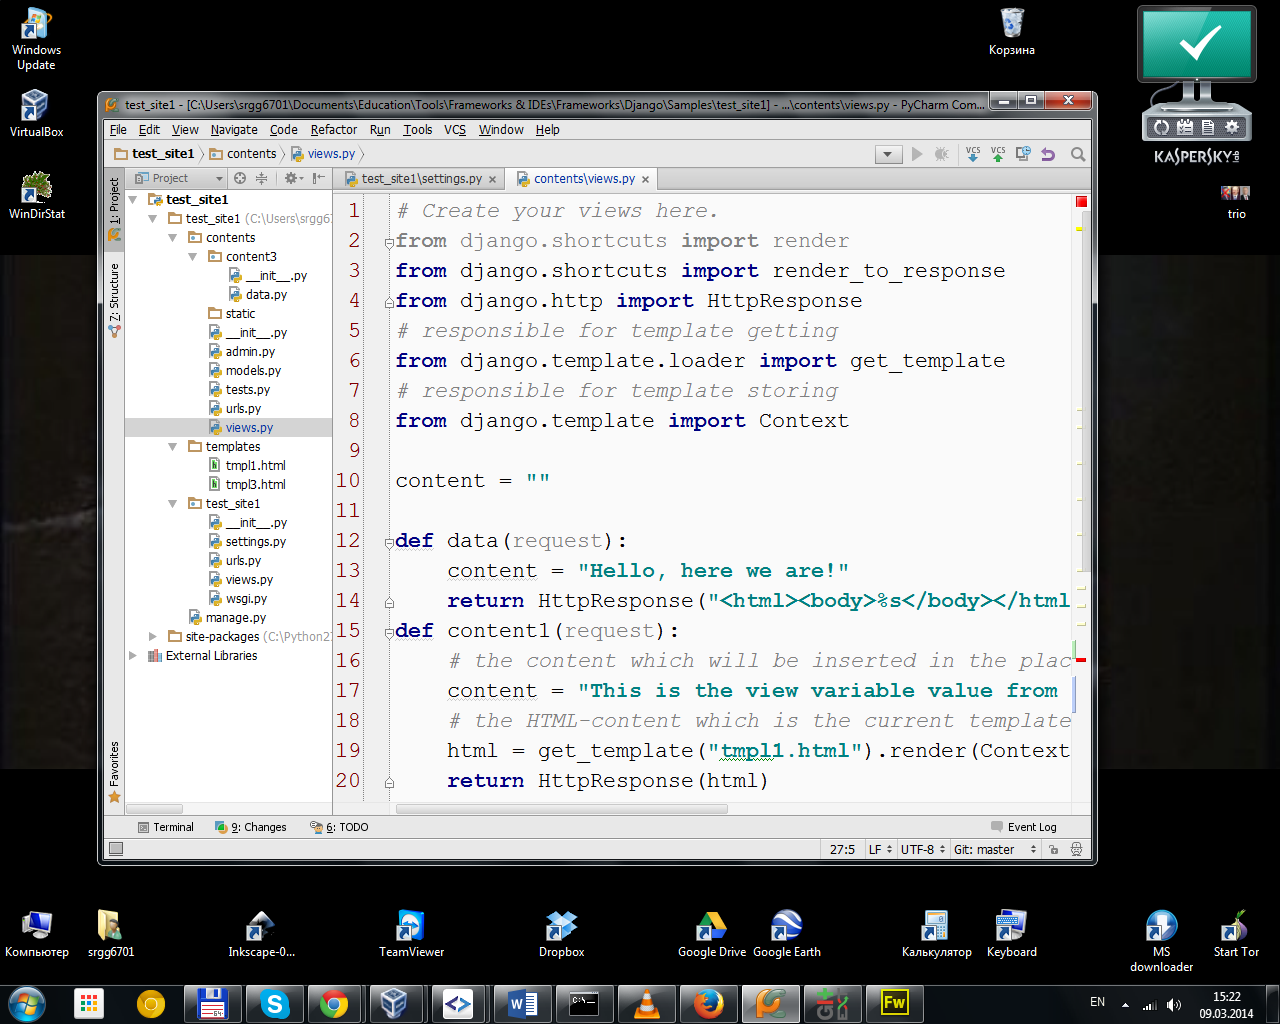 Windows
Update
VirtualBox
WinDirStat
Корзина
KASPERSKY
trio
test_site1 - [C:\Users\srgg6701\Documents\Education\Tools\Frameworks & IDEs\Frameworks\Django\Samples\test_site1] - ...\contents\views.py - PyCharm Com...
File Edit View Navigate Code Refactor Run Tools VCS Window Help
test_site1 contents views.py
VCS VCS
1: Project
Z: Structure
Favorites
Project
test_site1\settings.py contents\views.py
test_site1
test_site1 (C:\Users\srgg6
contents
content3
__init__.py
data.py
static
__init__.py
admin.py
models.py
tests.py
urls.py
views.py
templates
tmpl1.html
tmpl3.html
test_site1
__init__.py
settings.py
urls.py
views.py
wsgi.py
manage.py
site-packages (C:\Python2
External Libraries
1 # Create your views here.
2 from django.shortcuts import render
3 from django.shortcuts import render_to_response
4 from django.http import HttpResponse
5 # responsible for template getting
6 from django.template.loader import get_template
7 # responsible for template storing
8 from django.template import Context
9
10 content = ""
11
12 def data(request):
13 content = "Hello, here we are!"
14 return HttpResponse("<html><body>%s</body></html
15 def content1(request):
16 # the content which will be inserted in the plac
17 content = "This is the view variable value from
18 # the HTML-content which is the current template
19 html = get_template("tmpl1.html").render(Context
20 return HttpResponse(html)
Terminal 9: Changes 6: TODO Event Log
27:5 LF UTF-8 Git: master
Компьютер
srgg6701
Inkscape-0...
TeamViewer
Dropbox
Google Drive
Google Earth
Калькулятор
Keyboard
MS
downloader
Start Tor
64
C:\_
Fw
EN
15:22
09.03.2014